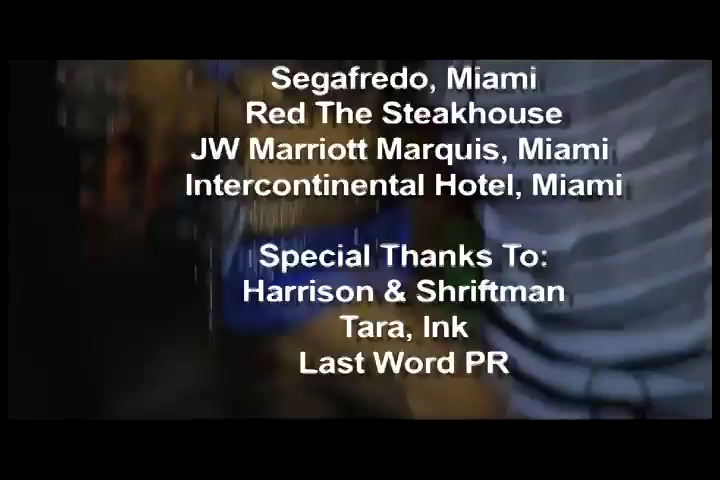 Segafredo, Miami
Red The Steakhouse
JW Marriott Marquis, Miami
Intercontinental Hotel, Miami
Special Thanks To:
Harrison & Shriftman
Tara, Ink
Last Word PR